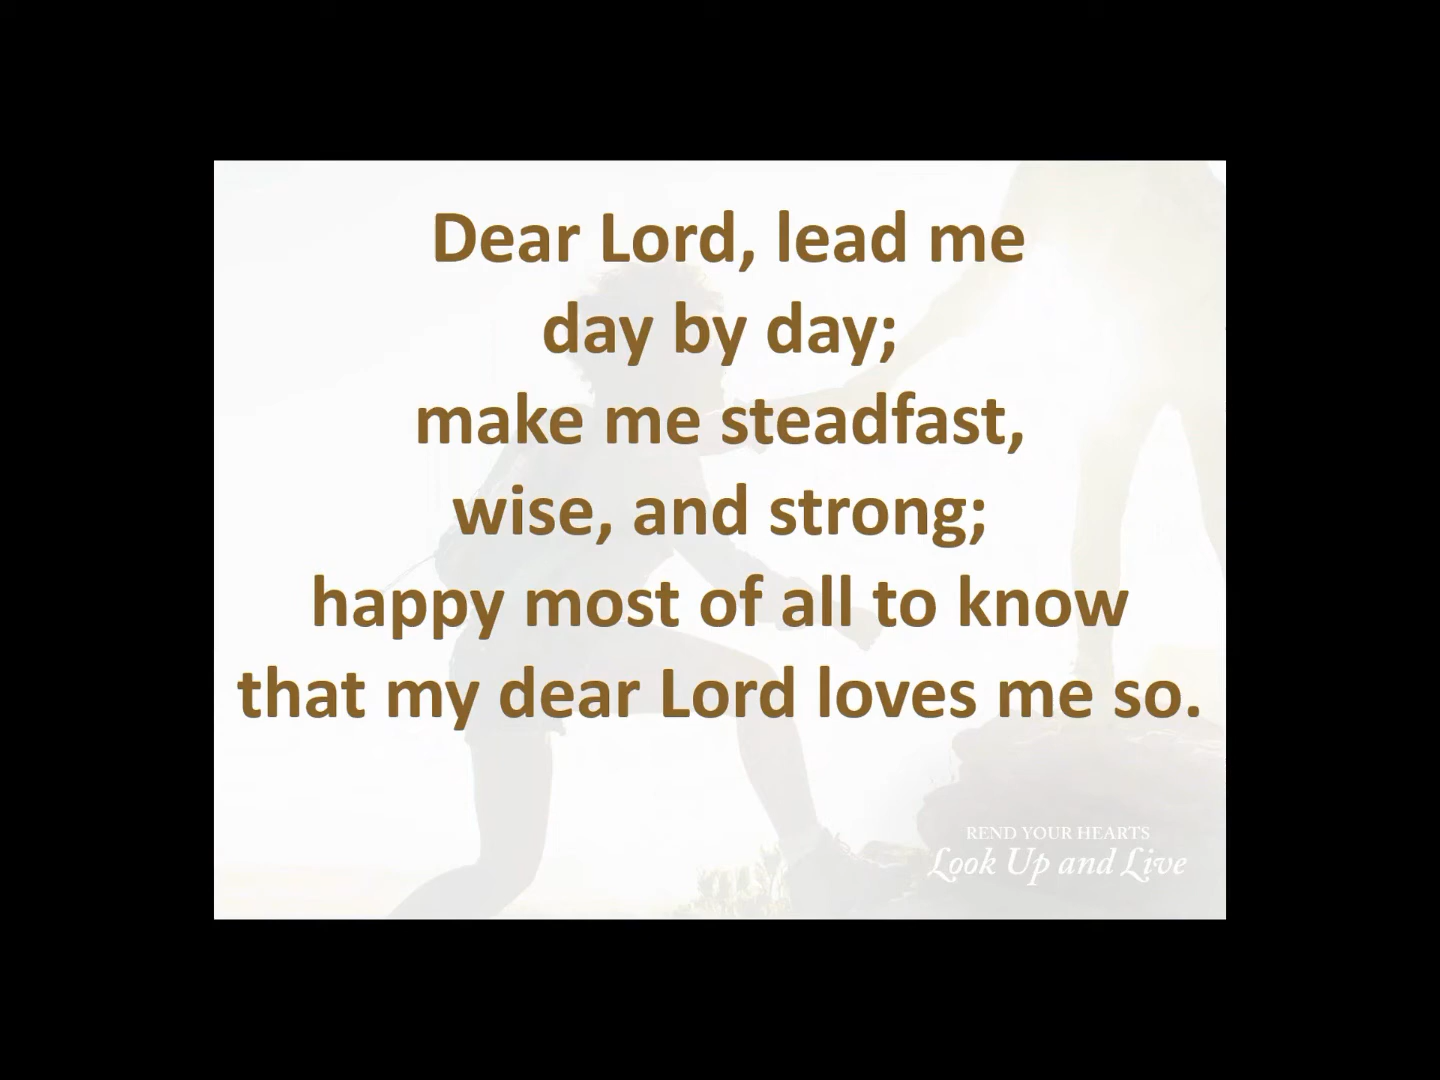 Dear Lord, lead me
day by day;
make me steadfast,
wise, and strong;
happy most of all to know
that my dear Lord loves me so.
REND YOUR HEARTS
Look Up and Live